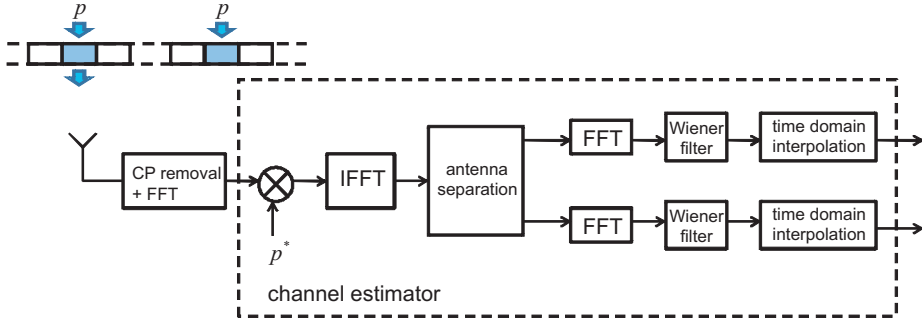 p
p
CP removal
+ FFT
p*
IFFT
antenna
separation
FFT
Wiener
filter
time domain
interpolation
FFT
Wiener
filter
time domain
interpolation
channel estimator